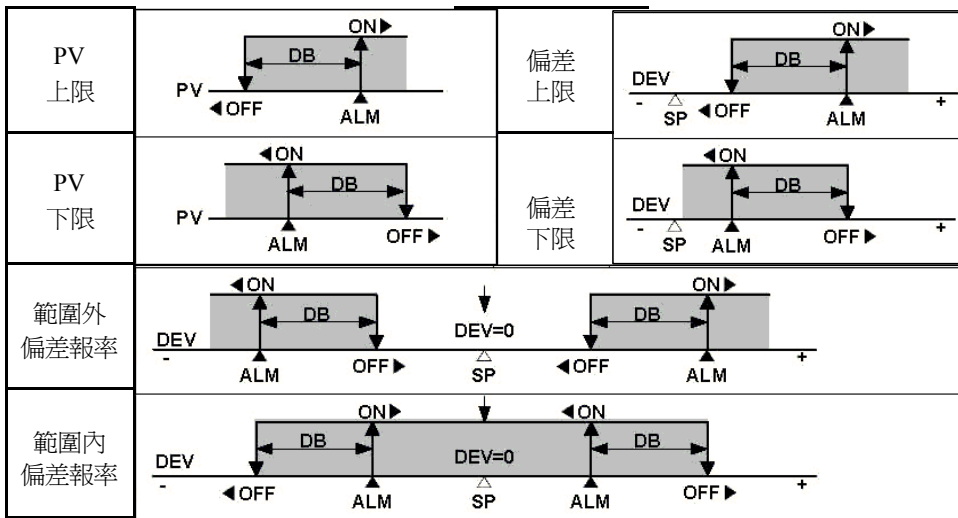 PV
上限
ON▶
DB
PV
◀OFF
ALM
偏差
上限
ON▶
DB
DEV
-
+
SP
◀OFF
ALM
PV
下限
◀ON
DB
PV
ALM
OFF▶
偏差
下限
◀ON
DB
DEV
-
+
SP
ALM
OFF▶
範圍外
偏差報率
◀ON
ON▶
DB
DEV=0
DB
DEV
-
+
ALM
OFF▶
SP
◀OFF
ALM
範圍內
偏差報率
ON▶
◀ON
DB
DEV=0
DB
DEV
-
+
◀OFF
ALM
SP
ALM
OFF▶